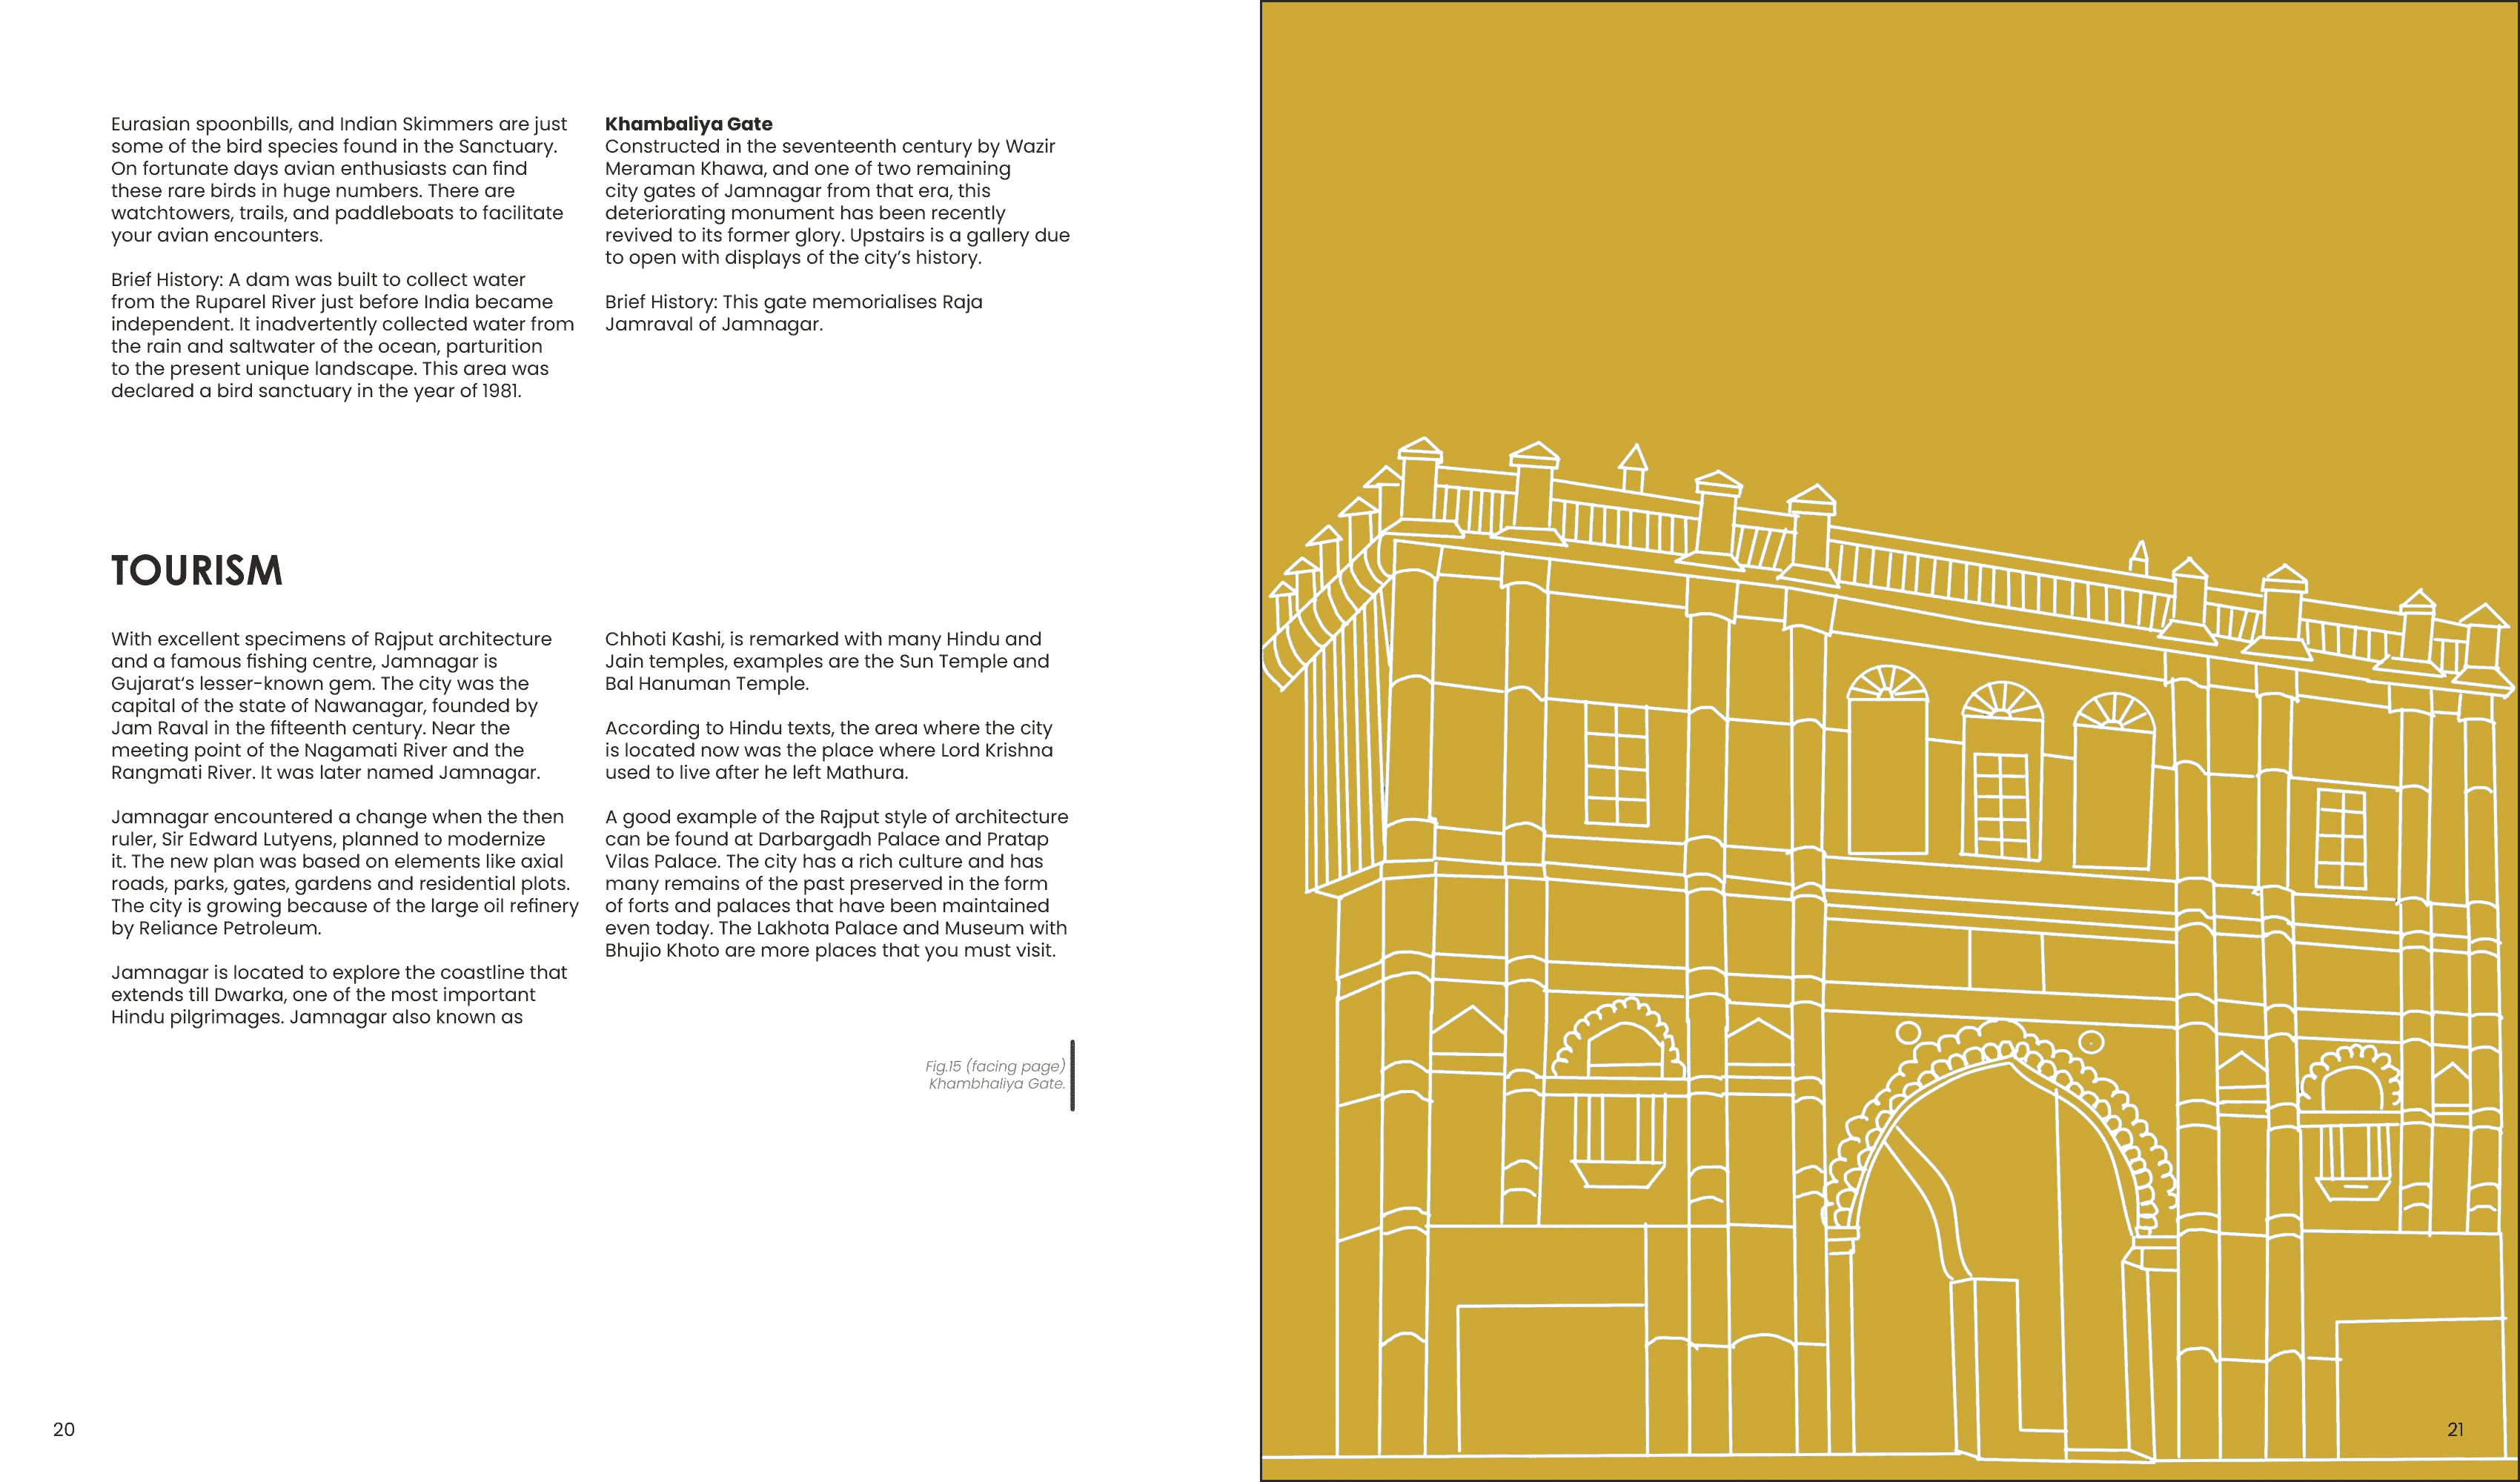 Eurasian spoonbills, and Indian Skimmers are just
some of the bird species found in the Sanctuary.
On fortunate days avian enthusiasts can find
these rare birds in huge numbers. There are
watchtowers, trails, and paddleboats to facilitate
your avian encounters.
Brief History: A dam was built to collect water
from the Ruparel River just before India became
independent. It inadvertently collected water from
the rain and saltwater of the ocean, parturition
to the present unique landscape. This area was
declared a bird sanctuary in the year of 1981.
Khambaliya Gate
Constructed in the seventeenth century by Wazir
Meraman Khawa, and one of two remaining
city gates of Jamnagar from that era, this
deteriorating monument has been recently
revived to its former glory. Upstairs is a gallery due
to open with displays of the city’s history.
Brief History: This gate memorialises Raja
Jamraval of Jamnagar.
TOURISM
With excellent specimens of Rajput architecture
and a famous fishing centre, Jamnagar is
Gujarat‘s lesser-known gem. The city was the
capital of the state of Nawanagar, founded by
Jam Raval in the fifteenth century. Near the
meeting point of the Nagamati River and the
Rangmati River. It was later named Jamnagar.
Jamnagar encountered a change when the then
ruler, Sir Edward Lutyens, planned to modernize
it. The new plan was based on elements like axial
roads, parks, gates, gardens and residential plots.
The city is growing because of the large oil refinery
by Reliance Petroleum.
Jamnagar is located to explore the coastline that
extends till Dwarka, one of the most important
Hindu pilgrimages. Jamnagar also known as
Chhoti Kashi, is remarked with many Hindu and
Jain temples, examples are the Sun Temple and
Bal Hanuman Temple.
According to Hindu texts, the area where the city
is located now was the place where Lord Krishna
used to live after he left Mathura.
A good example of the Rajput style of architecture
can be found at Darbargadh Palace and Pratap
Vilas Palace. The city has a rich culture and has
many remains of the past preserved in the form
of forts and palaces that have been maintained
even today. The Lakhota Palace and Museum with
Bhujio Khoto are more places that you must visit.
Fig.15 (facing page)
Khambhaliya Gate.
20
21